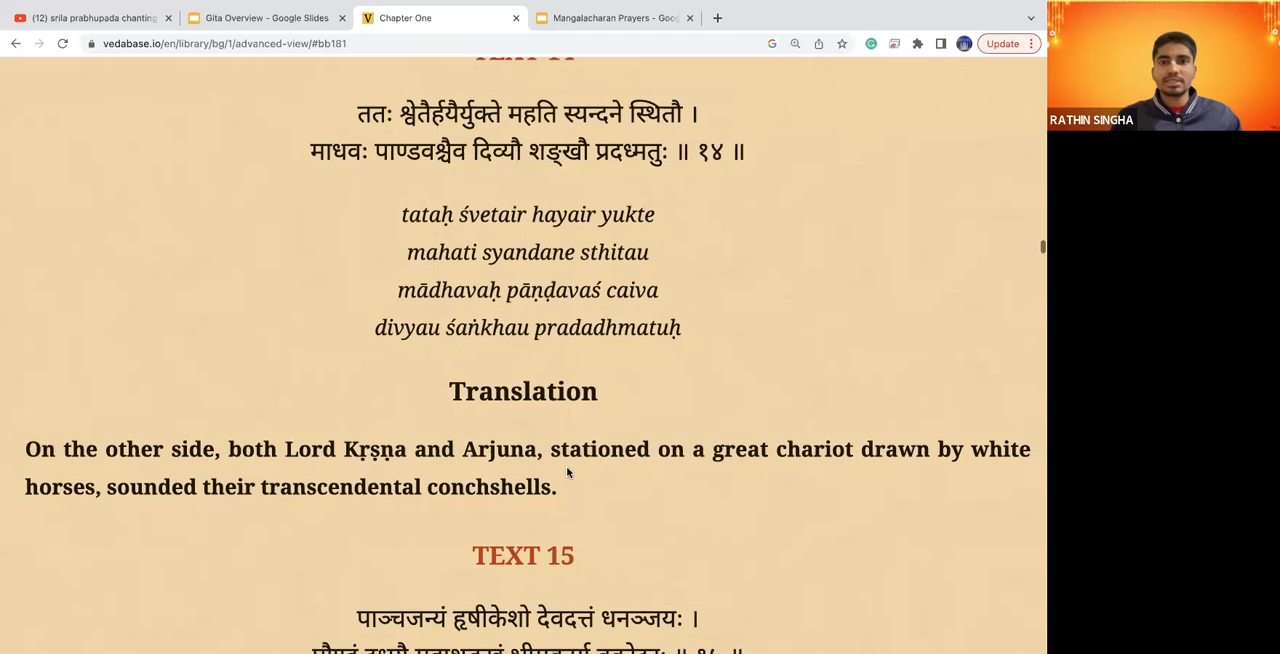 (12) srila prabhupada chanting
Gita Overview - Google Slides
Chapter One
Mangalacharan Prayers - Goo
vedabase.io/en/library/bg/1/advanced-view/#bb181
Update
RATHIN SINGHA
ततः श्वेतैर्हयैर्युक्ते महति स्यन्दने स्थितौ ।
माधवः पाण्डवश्चैव दिव्यौ शङ्खौ प्रदध्मतुः ॥ १४ ॥
tataḥ śvetair hayair yukte
mahati syandane sthitau
mādhavaḥ pāṇḍavaś caiva
divyau śaṅkhau pradadhmatuḥ
Translation
On the other side, both Lord Kṛṣṇa and Arjuna, stationed on a great chariot drawn by white
horses, sounded their transcendental conchshells.
TEXT 15
पाञ्चजन्यं हृषीकेशो देवदत्तं धनञ्जयः ।